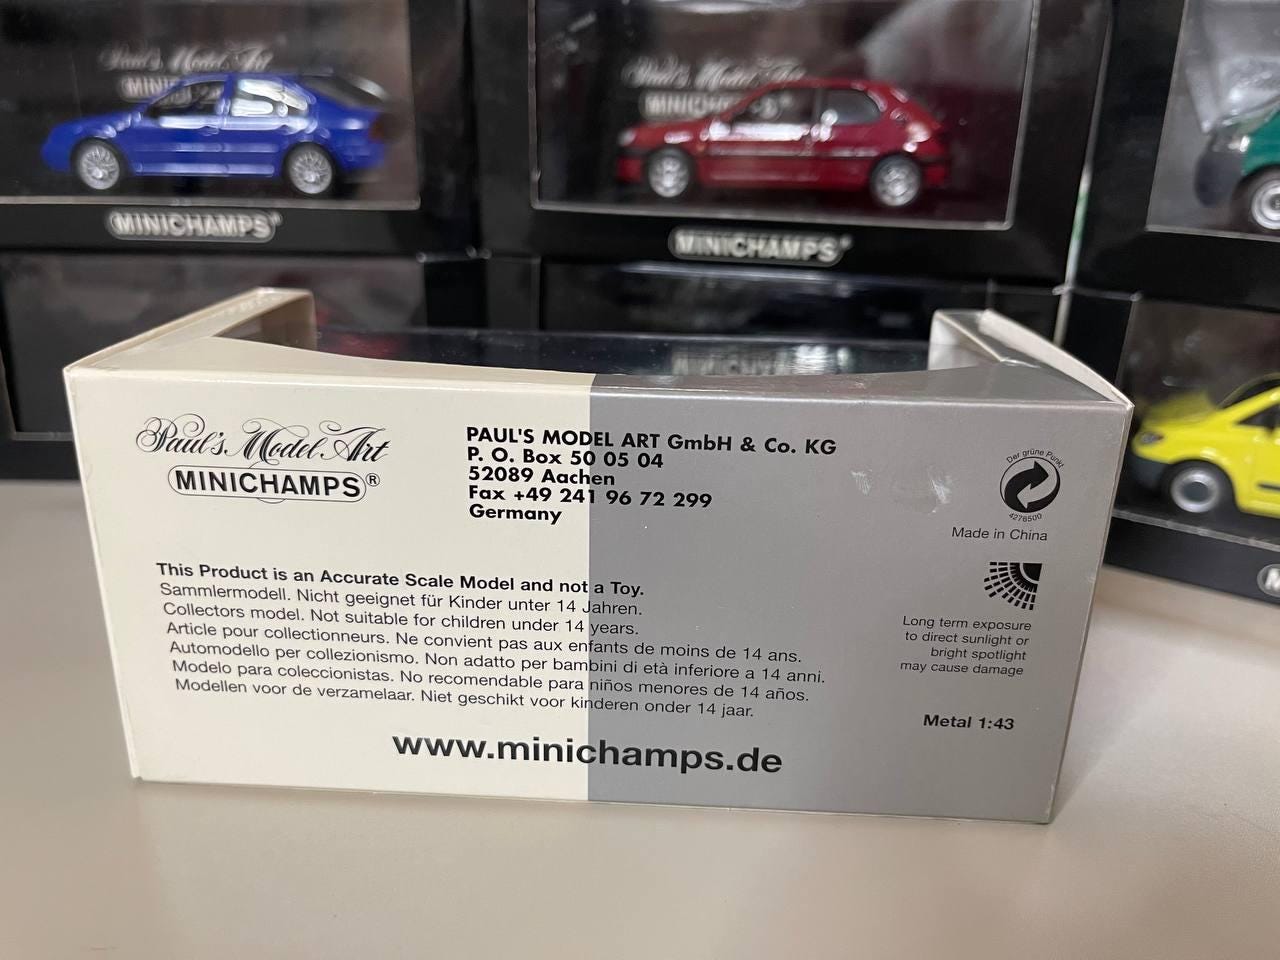 Paul's Model Art
MINICHAMPS
MINICHAMPS®
Paul's Model Art
MINICHAMPS
MINICHAMPS®
Paul's Model Art
MINICHAMPS®
PAUL'S MODEL ART GmbH & Co. KG
P. O. Box 50 05 04
52089 Aachen
Fax +49 241 96 72 299
Germany
Der grüne Punkt
4276500
Made in China
This Product is an Accurate Scale Model and not a Toy.
Sammlermodell. Nicht geeignet für Kinder unter 14 Jahren.
Collectors model. Not suitable for children under 14 years.
Article pour collectionneurs. Ne convient pas aux enfants de moins de 14 ans.
Automodello per collezionismo. Non adatto per bambini di età inferiore a 14 anni.
Modelo para coleccionistas. No recomendable para niños menores de 14 años.
Modellen voor de verzamelaar. Niet geschikt voor kinderen onder 14 jaar.
Long term exposure
to direct sunlight or
bright spotlight
may cause damage
Metal 1:43
www.minichamps.de